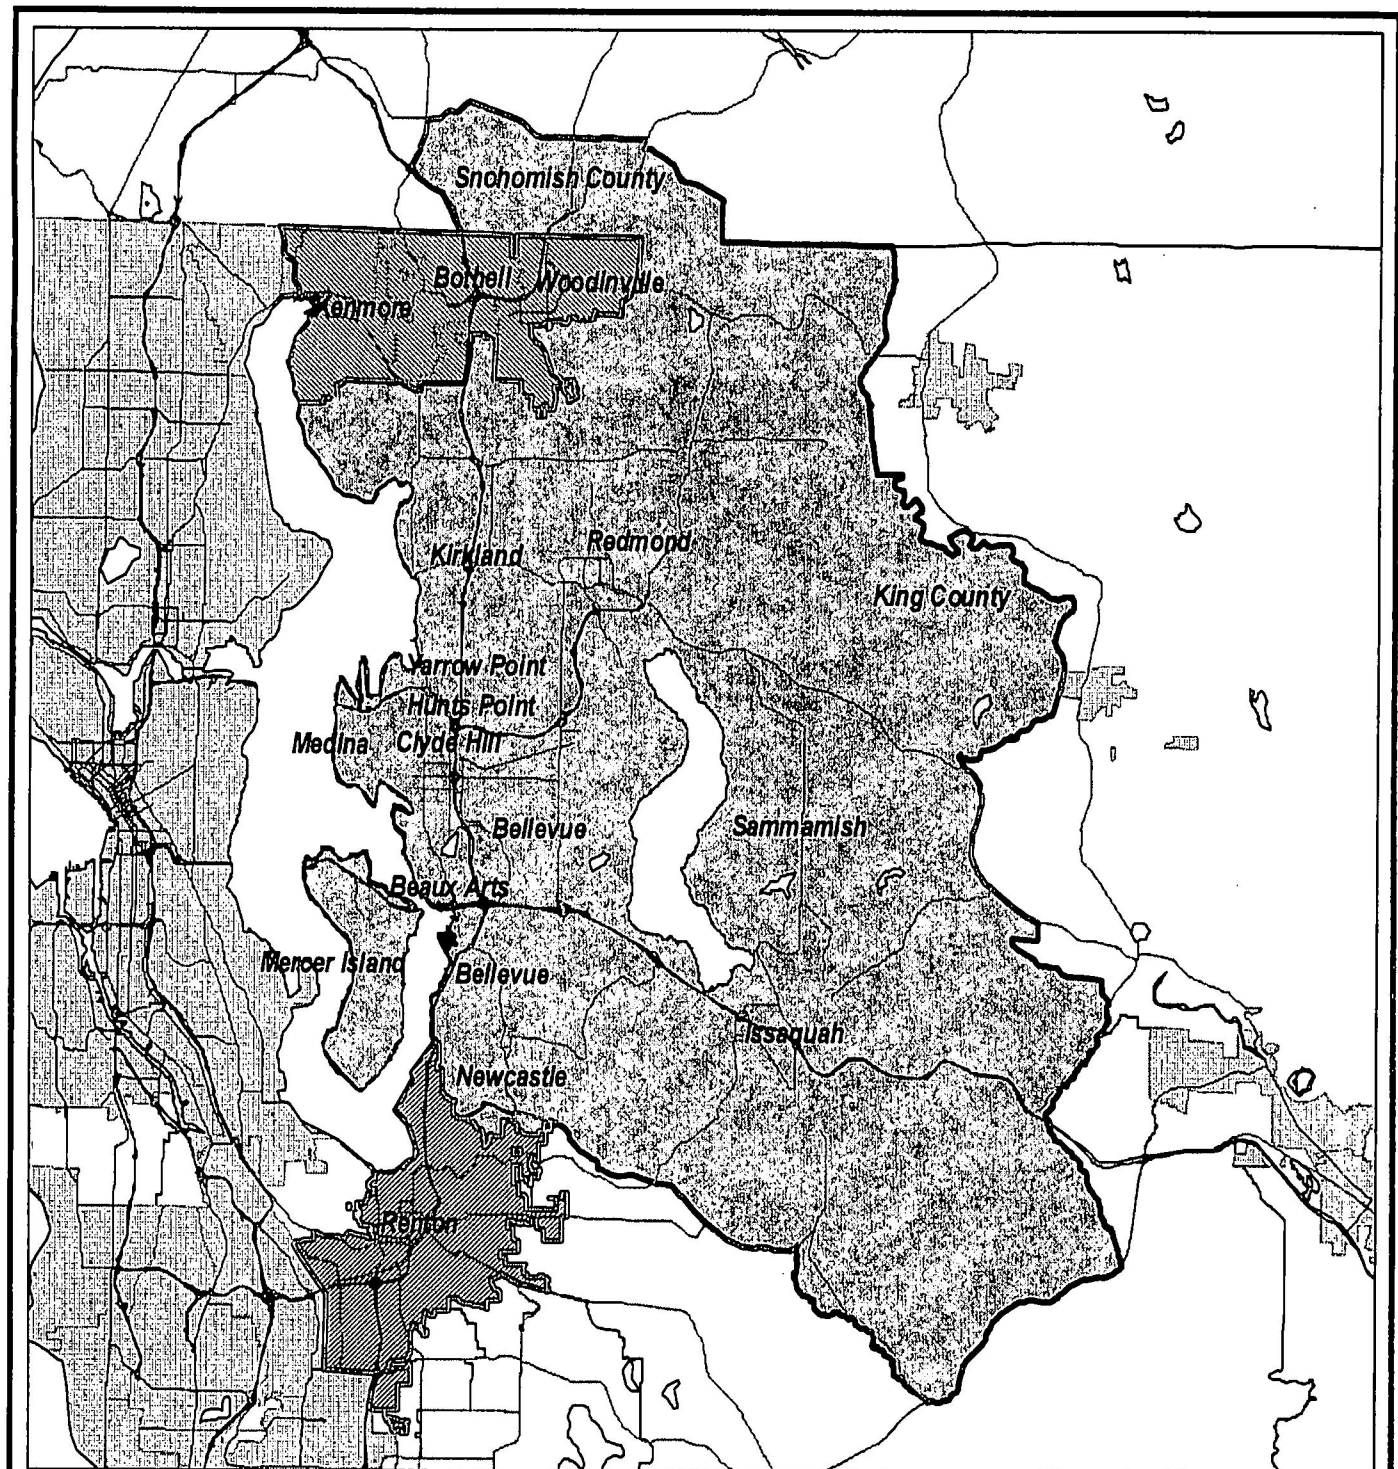 Snohomish County
Bothell Woodinville
Kenmore
Redmond
Kirkland
King County
Yarrow Point
Hunts Point
Medina Clyde Hill
Bellevue
Sammamish
Beaux Arts
Mercer Island
Bellevue
Issaquah
Newcastle
Renton